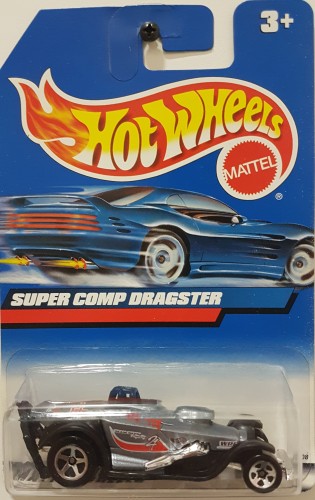 3+
HOT WHEELS
MATTEL
®
SUPER COMP DRAGSTER